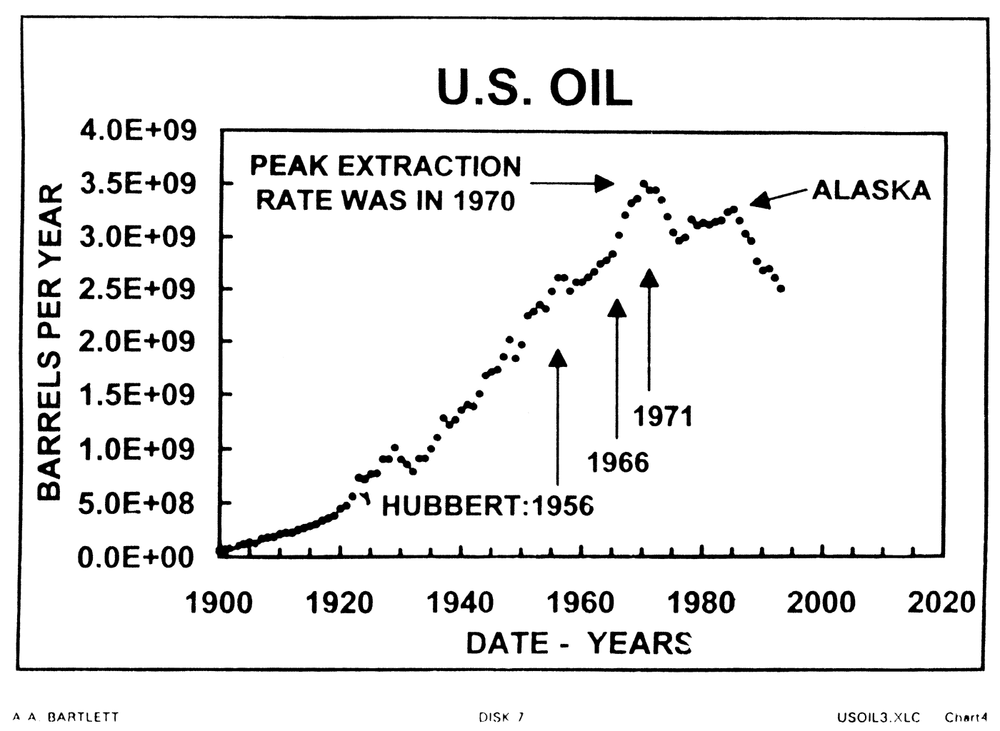 U.S. OIL
4.0E+09
3.5E+09
3.0E+09
2.5E+09
2.0E+09
1.5E+09
1.0E+09
5.0E+08
0.0E+00
BARRELS PER YEAR
PEAK EXTRACTION
RATE WAS IN 1970
ALASKA
1971
1966
HUBBERT:1956
1900 1920 1940 1960 1980 2000 2020
DATE - YEARS
A A. BARTLETT DISK 7 USOIL3.XLC Chart4